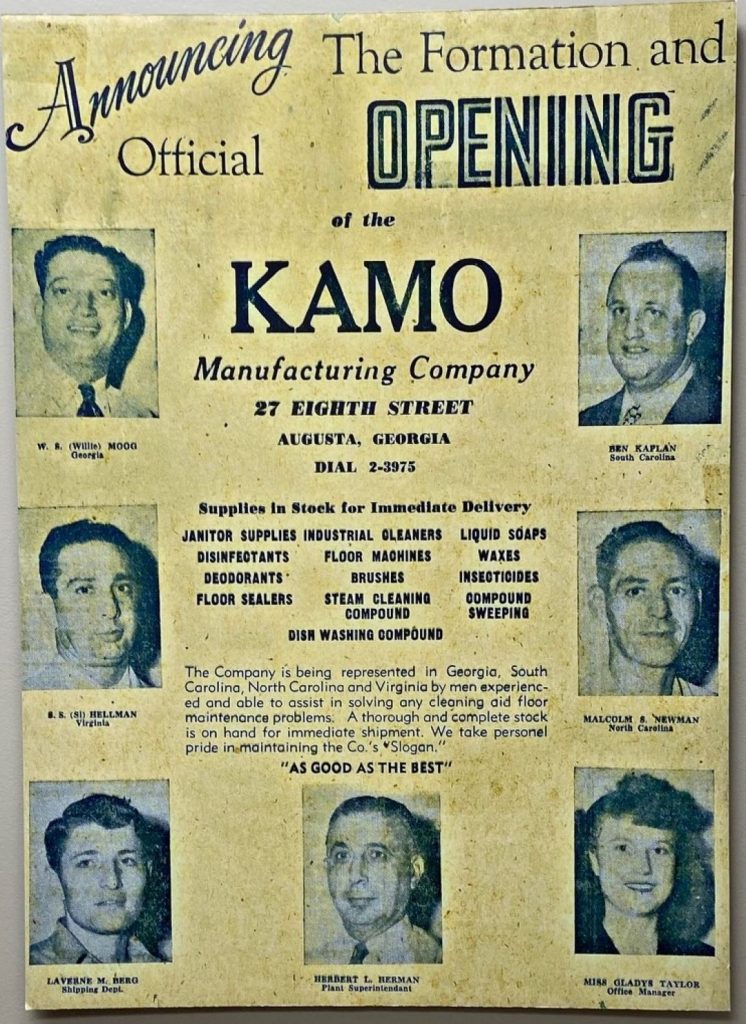 Announcing The Formation and
Official OPENING
of the
KAMO
Manufacturing Company
27 EIGHTH STREET
AUGUSTA, GEORGIA
DIAL 2-3975
W. S. (Willie) MOOG
Georgia
BEN KAPLAN
South Carolina
Supplies in Stock for Immediate Delivery
JANITOR SUPPLIES INDUSTRIAL CLEANERS LIQUID SOAPS
DISINFECTANTS FLOOR MACHINES WAXES
DEODORANTS BRUSHES INSECTICIDES
FLOOR SEALERS STEAM CLEANING COMPOUND
COMPOUND SWEEPING
DISH WASHING COMPOUND
The Company is being represented in Georgia, South
Carolina, North Carolina and Virginia by men experienc-
ed and able to assist in solving any cleaning aid floor
maintenance problems. A thorough and complete stock
is on hand for immediate shipment. We take personel
pride in maintaining the Co.'s "Slogan."
"AS GOOD AS THE BEST"
S. S. (Si) HELLMAN
Virginia
MALCOLM S. NEWMAN
North Carolina
LAVERNE M. BERG
Shipping Dept.
HERBERT L. HERMAN
Plant Superintendant
MISS GLADYS TAYLOR
Office Manager